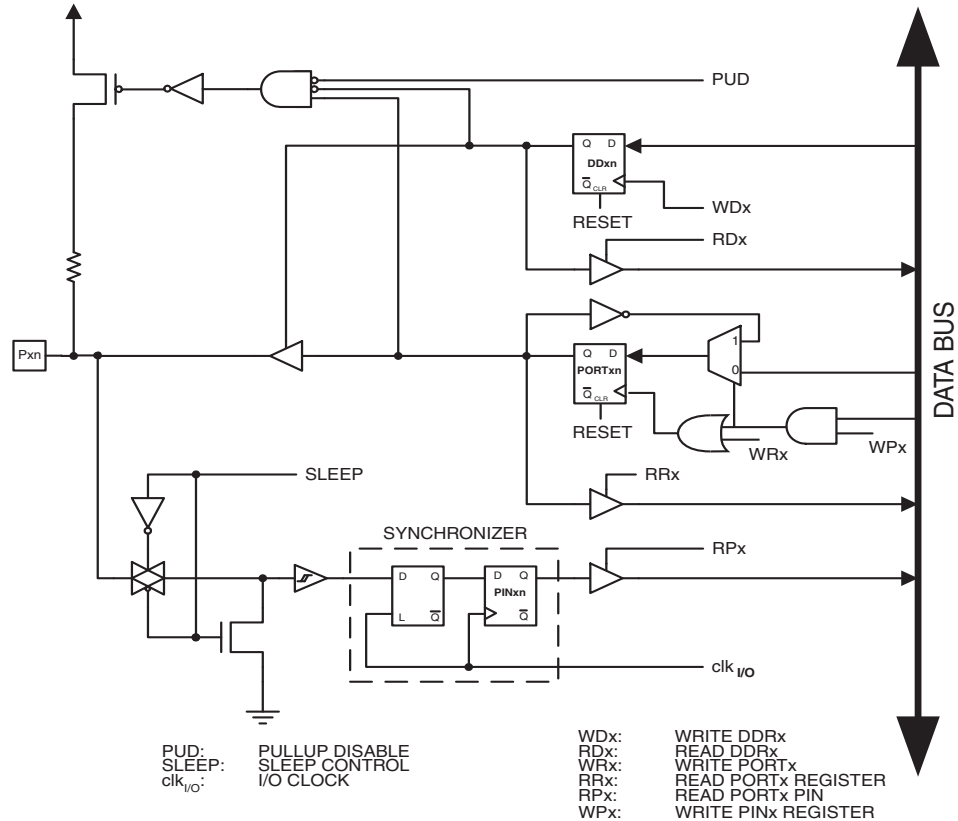 PUD
Q D
DDxn
Q CLR
WDx
RESET
RDx
Pxn
1
0
Q D
PORTxn
Q CLR
RESET
WRx
WPx
SLEEP
RRx
SYNCHRONIZER
RPx
D Q
L Q
D Q
PINxn
Q
clk I/O
DATA BUS
PUD: PULLUP DISABLE
SLEEP: SLEEP CONTROL
clkI/O: I/O CLOCK
WDx: WRITE DDRx
RDx: READ DDRx
WRx: WRITE PORTx
RRx: READ PORTx REGISTER
RPx: READ PORTx PIN
WPx: WRITE PINx REGISTER